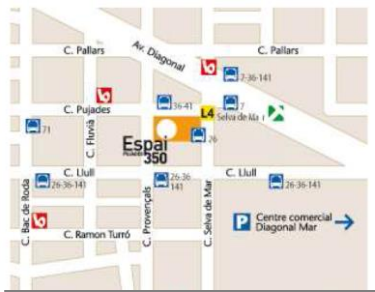 C. Pallars
Av. Diagonal
C. Pallars
7-36-141
C. Pujades
36-41
L4
7
Selva de Mar
71
C. Fluvià
Espai
350
26
C. Llull
C. Llull
26-36-141
26-36
141
26-36-141
C. Bac de Roda
C. Provençals
C. Selva de Mar
P
Centre comercial
Diagonal Mar
C. Ramon Turró